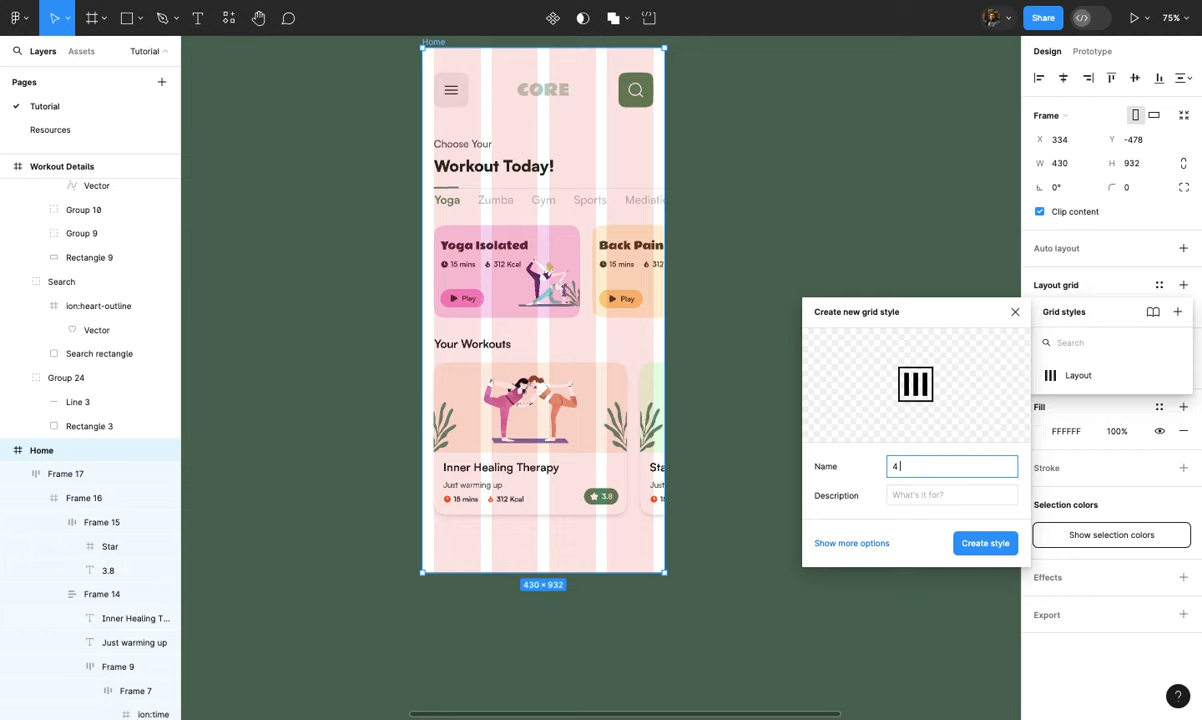 Share
75%
Layers
Assets
Tutorial
Pages
Tutorial
Resources
Workout Details
Vector
Group 10
Group 9
Rectangle 9
Search
ion:heart-outline
Vector
Search rectangle
Group 24
Line 3
Rectangle 3
Home
Frame 17
Frame 16
Frame 15
Star
3.8
Frame 14
Inner Healing T...
Just warming up
Frame 9
Frame 7
ion:time
Home
CORE
Choose Your
Workout Today!
Yoga Zumba Gym Sports Mediatio
Yoga Isolated
15 mins 312 Kcal
Play
Back Pain
15 mins 312
Play
Your Workouts
Inner Healing Therapy
Just warming up
15 mins 312 Kcal
3.8
Sta
Just
15
430 × 932
Create new grid style
Name 4
Description What's it for?
Show more options
Create style
Design Prototype
Frame
X 334 Y -478
W 430 H 932
0° 0
Clip content
Auto layout
Layout grid
Grid styles
Search
Layout
Fill
FFFFFF 100%
Stroke
Selection colors
Show selection colors
Effects
Export
?